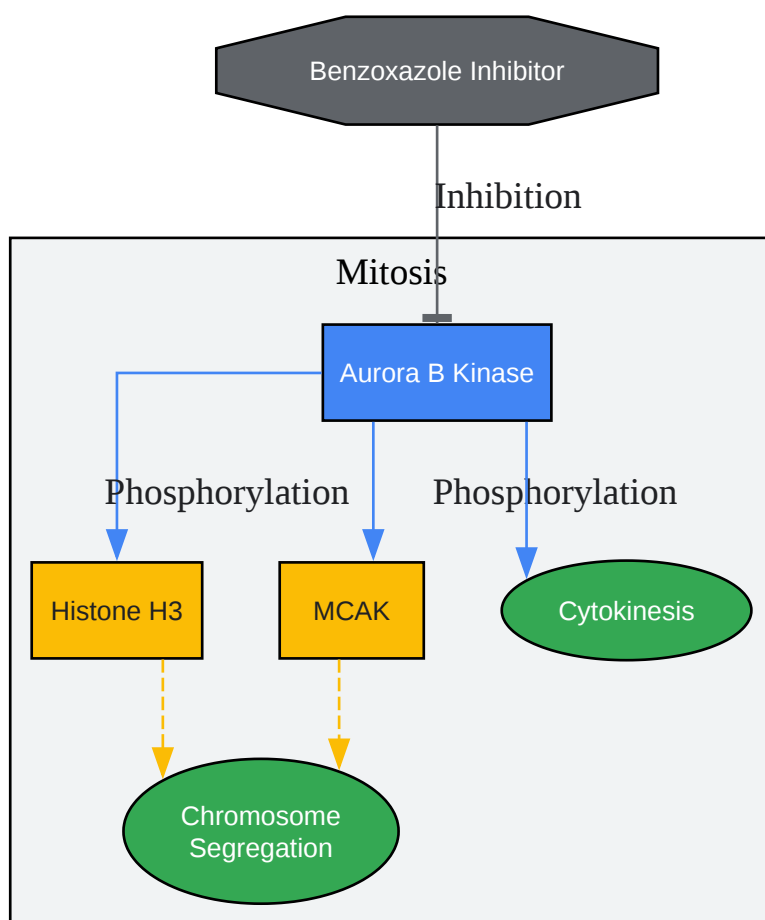 Benzoxazole Inhibitor
Inhibition
Mitosis
Aurora B Kinase
Phosphorylation
Phosphorylation
Histone H3
MCAK
Cytokinesis
Chromosome
Segregation